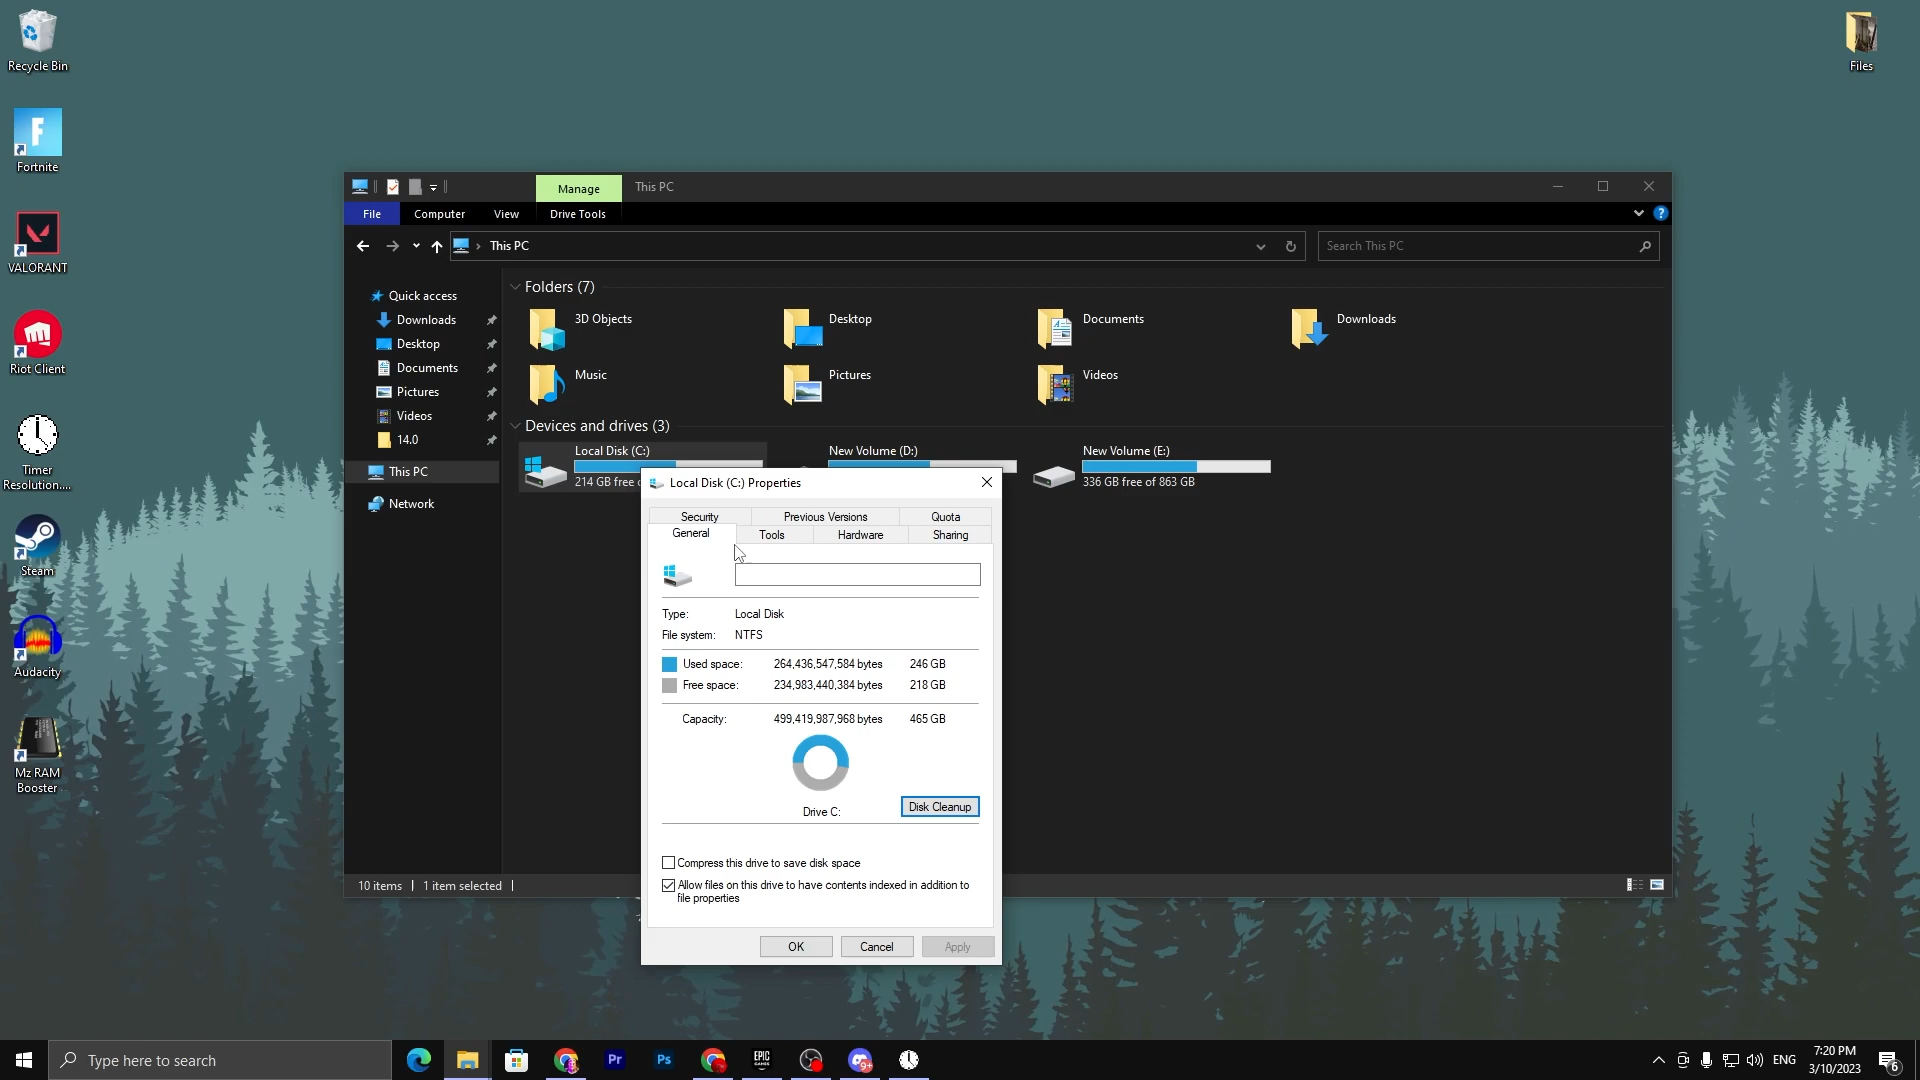 Recycle Bin
Files
Fortnite
VALORANT
Riot Client
Timer
Resolution....
Steam
Audacity
Mz RAM
Booster
Manage
This PC
File
Computer
View
Drive Tools
This PC
Search This PC
Quick access
Downloads
Desktop
Documents
Pictures
Videos
14.0
This PC
Network
Folders (7)
3D Objects
Desktop
Documents
Downloads
Music
Pictures
Videos
Devices and drives (3)
Local Disk (C:)
214 GB free
New Volume (D:)
New Volume (E:)
336 GB free of 863 GB
10 items
1 item selected
Local Disk (C:) Properties
Security
Previous Versions
Quota
General
Tools
Hardware
Sharing
Type: Local Disk
File system: NTFS
Used space: 264,436,547,584 bytes 246 GB
Free space: 234,983,440,384 bytes 218 GB
Capacity: 499,419,987,968 bytes 465 GB
Drive C:
Disk Cleanup
Compress this drive to save disk space
Allow files on this drive to have contents indexed in addition to
file properties
OK
Cancel
Apply
Type here to search
Pr
Ps
EPIC
GAMES
9+
ENG
7:20 PM
3/10/2023
6